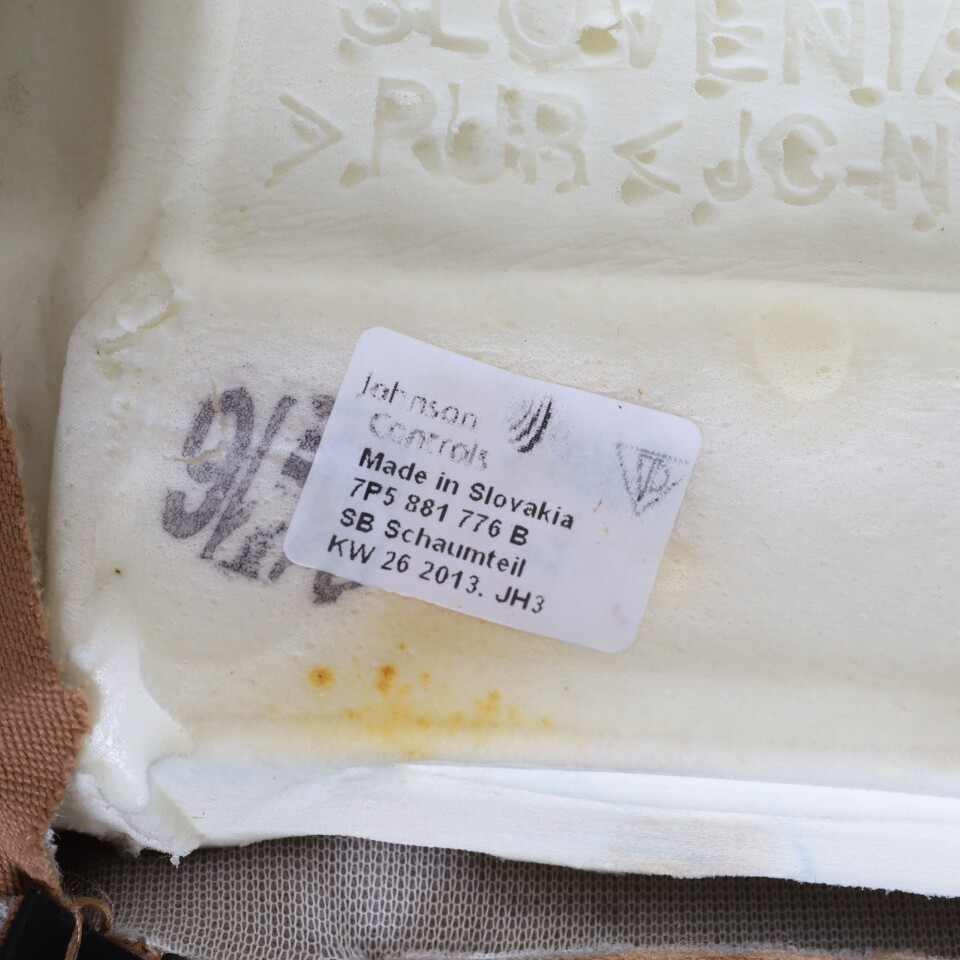 SLOVENIA
>PUR< JC-N
Johnson
Controls
Made in Slovakia
7P5 881 776 B
SB Schaumteil
KW 26 2013. JH3